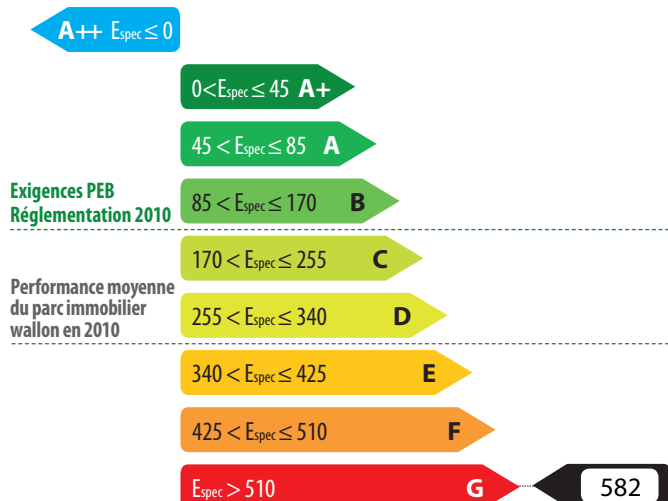 A++ Espec ≤ 0
0 < Espec ≤ 45 A+
45 < Espec ≤ 85 A
Exigences PEB
Réglementation 2010
85 < Espec ≤ 170 B
170 < Espec ≤ 255 C
Performance moyenne
du parc immobilier
wallon en 2010
255 < Espec ≤ 340 D
340 < Espec ≤ 425 E
425 < Espec ≤ 510 F
Espec > 510 G 582